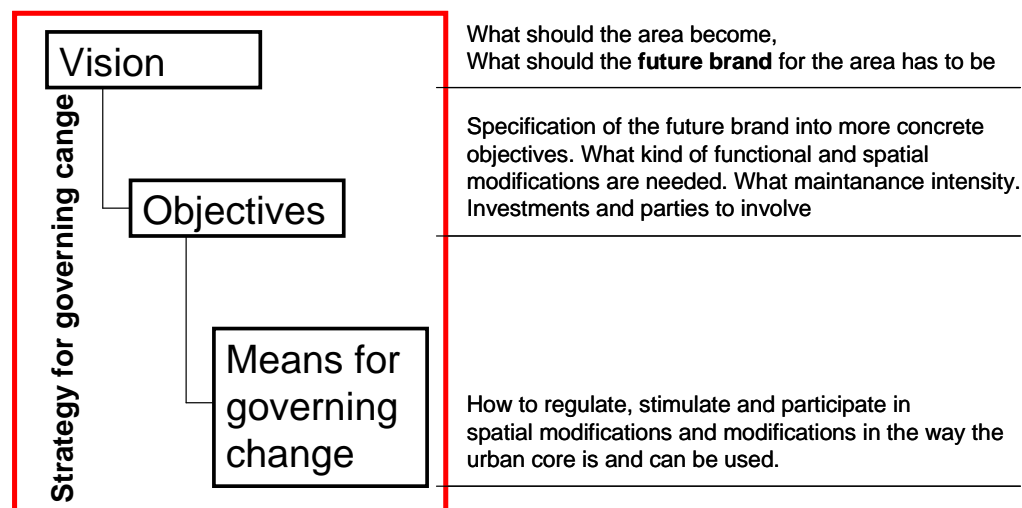 Strategy for governing cange
Vision
What should the area become,
What should the future brand for the area has to be
Objectives
Specification of the future brand into more concrete
objectives. What kind of functional and spatial
modifications are needed. What maintanance intensity.
Investments and parties to involve
Means for
governing
change
How to regulate, stimulate and participate in
spatial modifications and modifications in the way the
urban core is and can be used.